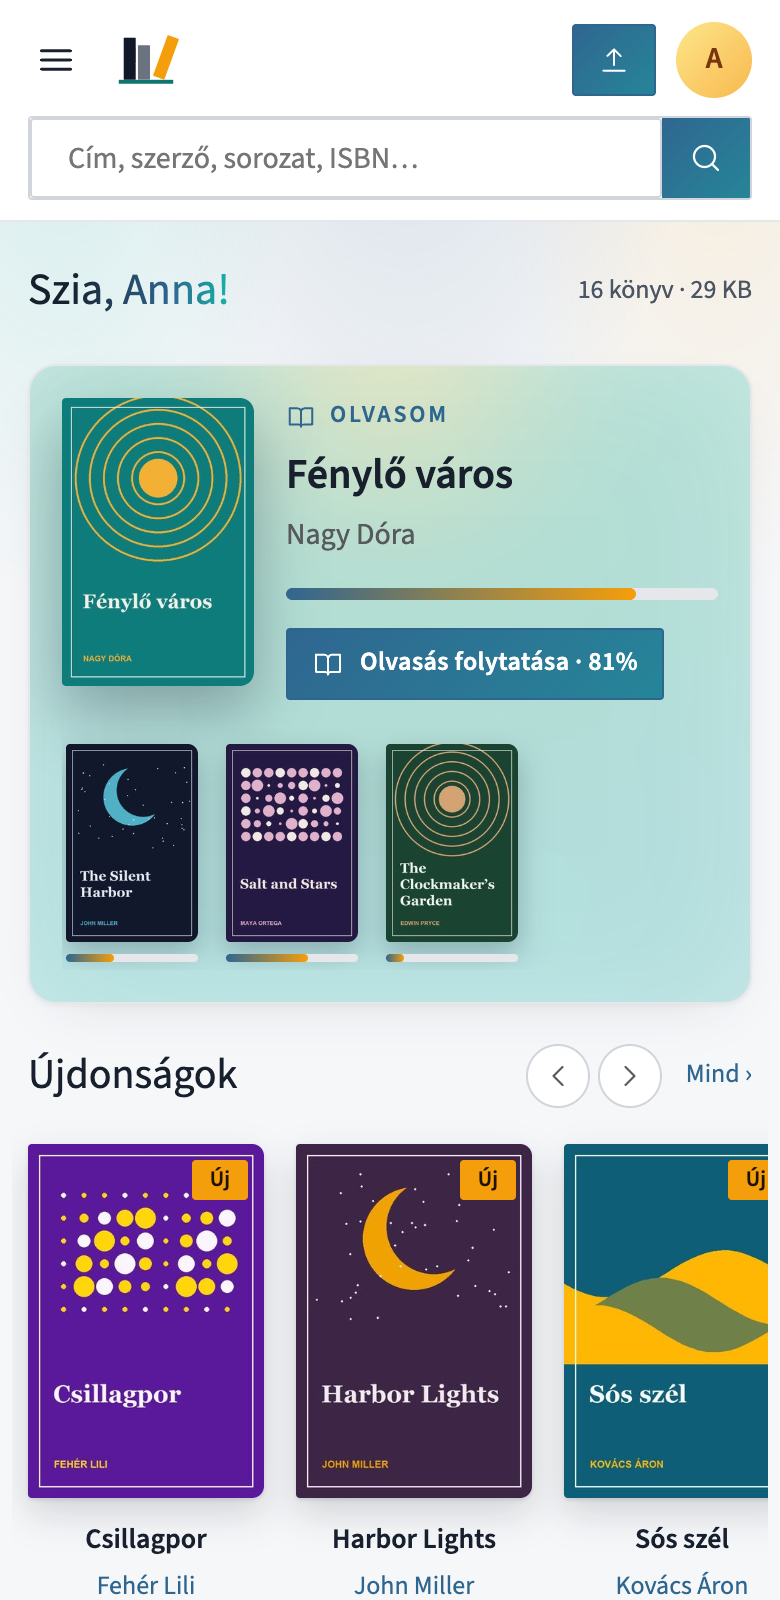 A
Cím, szerző, sorozat, ISBN…
Szia, Anna!
16 könyv · 29 KB
Fénylő város
NAGY DÓRA
OLVASOM
Fénylő város
Nagy Dóra
Olvasás folytatása · 81%
The Silent
Harbor
JOHN MILLER
Salt and Stars
MAYA ORTEGA
The
Clockmaker’s
Garden
EDWIN PRYCE
Újdonságok
Mind ›
Új
Csillagpor
FEHÉR LILI
Új
Harbor Lights
JOHN MILLER
Új
Sós szél
KOVÁCS ÁRON
Csillagpor
Fehér Lili
Harbor Lights
John Miller
Sós szél
Kovács Áron